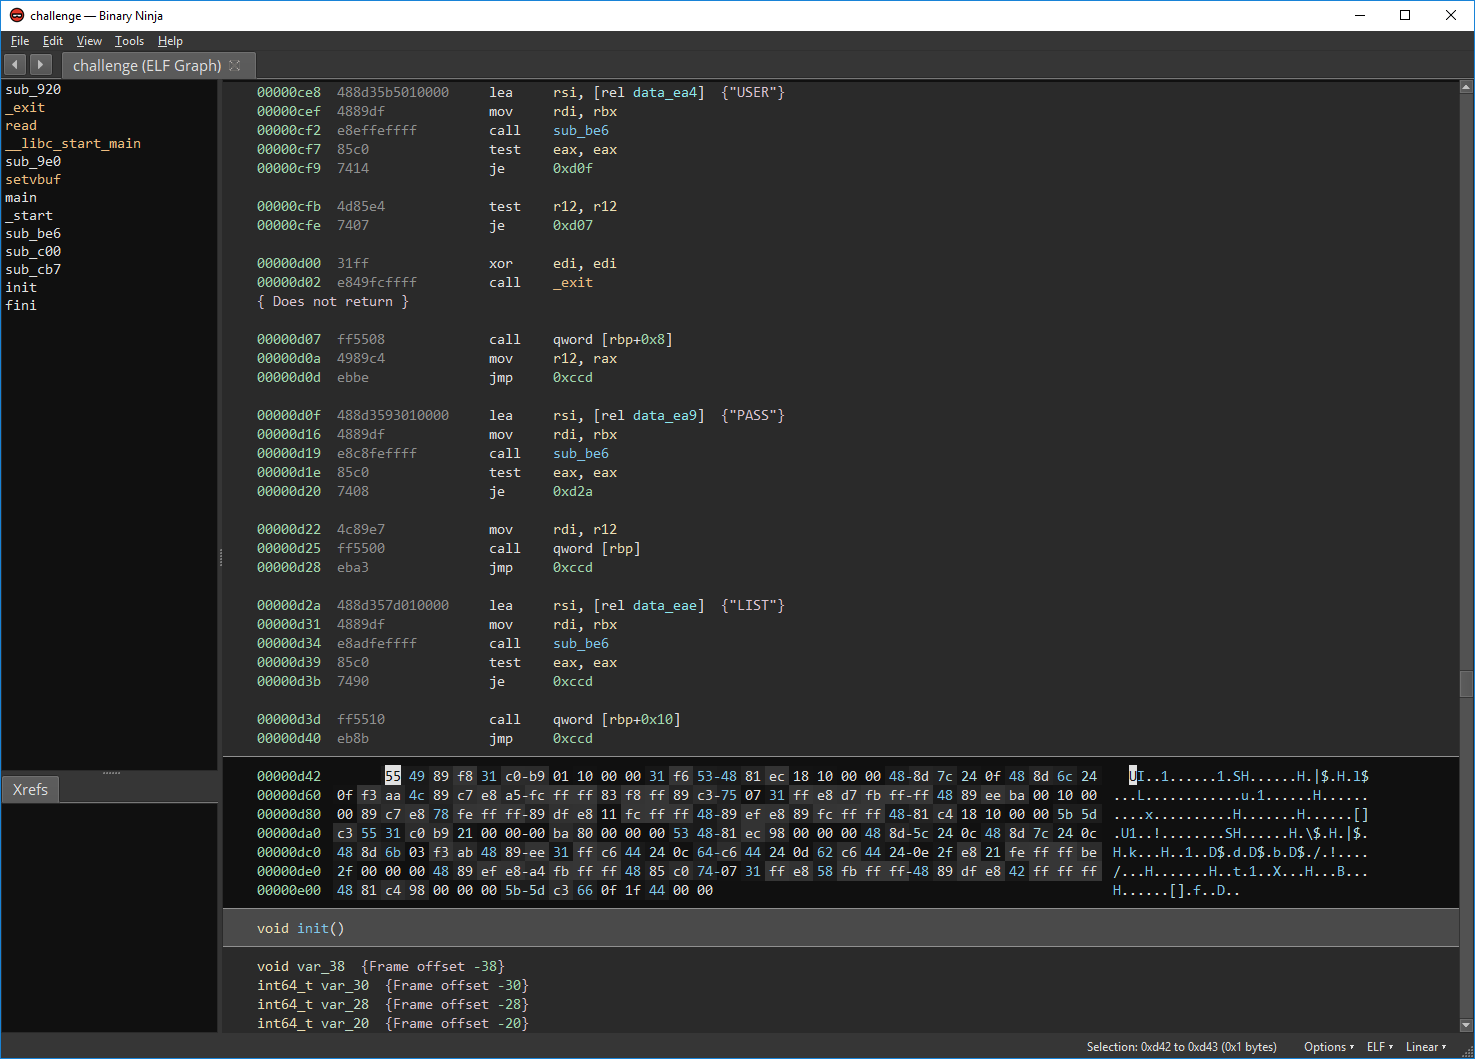 challenge — Binary Ninja
File Edit View Tools Help
challenge (ELF Graph)
sub_920
_exit
read
__libc_start_main
sub_9e0
setvbuf
main
_start
sub_be6
sub_c00
sub_cb7
init
fini
Xrefs
00000ce8 488d35b5010000 lea rsi, [rel data_ea4] {"USER"}
00000cef 4889df mov rdi, rbx
00000cf2 e8effeffff call sub_be6
00000cf7 85c0 test eax, eax
00000cf9 7414 je 0xd0f
00000cfb 4d85e4 test r12, r12
00000cfe 7407 je 0xd07
00000d00 31ff xor edi, edi
00000d02 e849fcffff call _exit
{ Does not return }
00000d07 ff5508 call qword [rbp+0x8]
00000d0a 4989c4 mov r12, rax
00000d0d ebbe jmp 0xccd
00000d0f 488d3593010000 lea rsi, [rel data_ea9] {"PASS"}
00000d16 4889df mov rdi, rbx
00000d19 e8c8feffff call sub_be6
00000d1e 85c0 test eax, eax
00000d20 7408 je 0xd2a
00000d22 4c89e7 mov rdi, r12
00000d25 ff5500 call qword [rbp]
00000d28 eba3 jmp 0xccd
00000d2a 488d357d010000 lea rsi, [rel data_eae] {"LIST"}
00000d31 4889df mov rdi, rbx
00000d34 e8adfeffff call sub_be6
00000d39 85c0 test eax, eax
00000d3b 7490 je 0xccd
00000d3d ff5510 call qword [rbp+0x10]
00000d40 eb8b jmp 0xccd
00000d42 55 49 89 f8 31 c0-b9 01 10 00 00 31 f6 53-48 81 ec 18 10 00 00 48-8d 7c 24 0f 48 8d 6c 24 UI..1......1.SH......H.|$.H.l$
00000d60 0f f3 aa 4c 89 c7 e8 a5-fc ff ff 83 f8 ff 89 c3-75 07 31 ff e8 d7 fb ff-ff 48 89 ee ba 00 10 00 ...L............u.1......H......
00000d80 00 89 c7 e8 78 fe ff ff-89 df e8 11 fc ff ff 48-89 ef e8 89 fc ff ff 48-81 c4 18 10 00 00 5b 5d ....x..........H.......H......[]
00000da0 c3 55 31 c0 b9 21 00 00-00 ba 80 00 00 00 53 48-81 ec 98 00 00 00 48 8d-5c 24 0c 48 8d 7c 24 0c .U1..!........SH......H.\$.H.|$.
00000dc0 48 8d 6b 03 f3 ab 48 89-ee 31 ff c6 44 24 0c 64-c6 44 24 0d 62 c6 44 24-0e 2f e8 21 fe ff ff be H.k...H..1..D$.d.D$.b.D$./.!....
00000de0 2f 00 00 00 48 89 ef e8-a4 fb ff ff 48 85 c0 74-07 31 ff e8 58 fb ff ff-48 89 df e8 42 ff ff ff /...H.......H..t.1..X...H...B...
00000e00 48 81 c4 98 00 00 00 5b-5d c3 66 0f 1f 44 00 00 H......[].f..D..
void init()
void var_38 {Frame offset -38}
int64_t var_30 {Frame offset -30}
int64_t var_28 {Frame offset -28}
int64_t var_20 {Frame offset -20}
Selection: 0xd42 to 0xd43 (0x1 bytes) Options ELF Linear